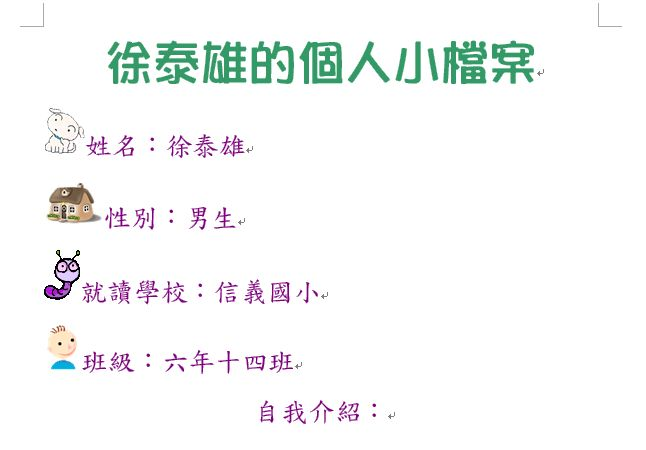 徐泰雄的個人小檔案
姓名：徐泰雄
性別：男生
就讀學校：信義國小
班級：六年十四班
自我介紹：